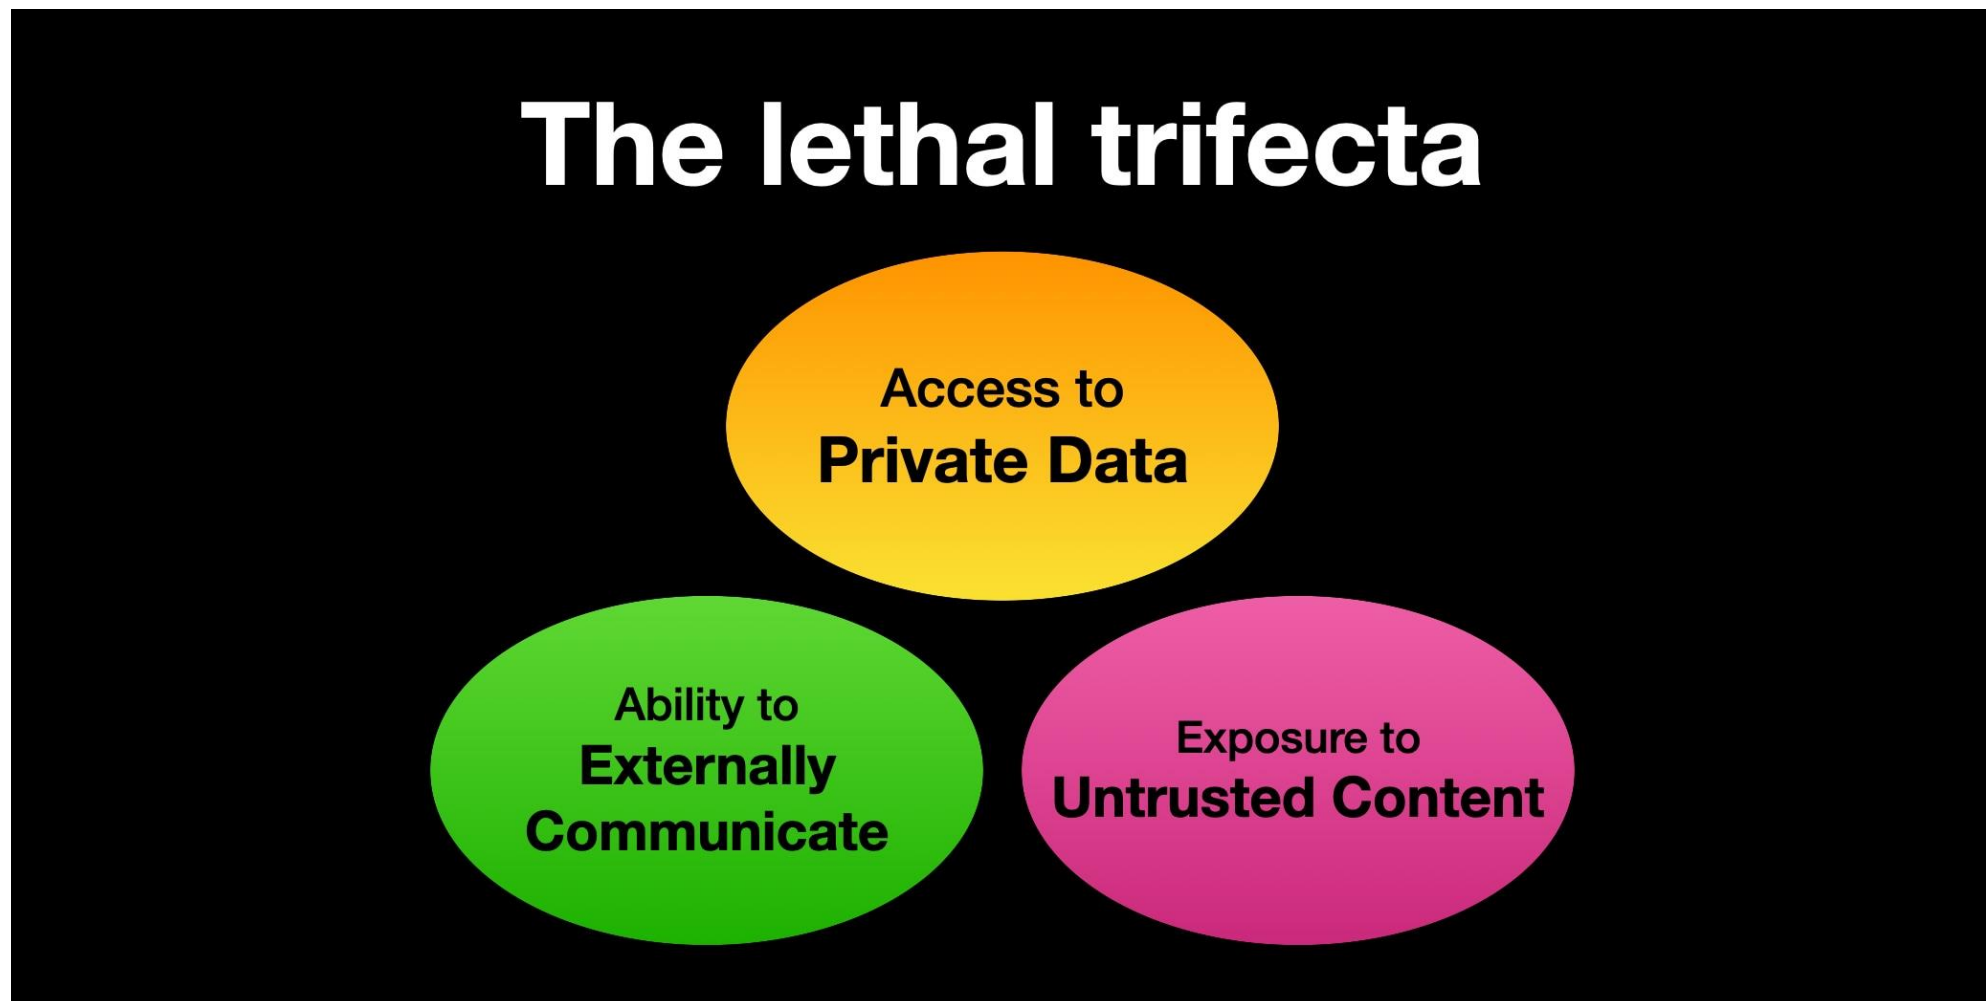 The lethal trifecta
Access to
Private Data
Ability to
Externally
Communicate
Exposure to
Untrusted Content